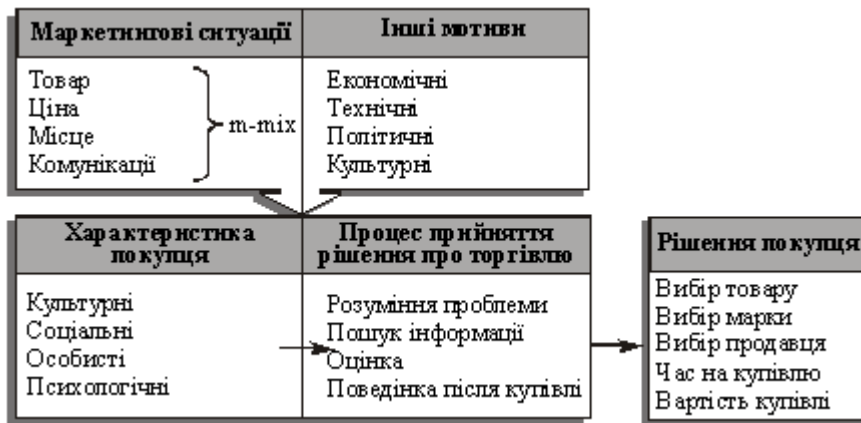 Маркетингові ситуації
Інші мотиви
Товар
Ціна
Місце
Комунікації
m-mix
Економічні
Технічні
Політичні
Культурні
Характеристика
покупця
Процес прийняття
рішення про торгівлю
Рішення покупця
Культурні
Соціальні
Особисті
Психологічні
Розуміння проблеми
Пошук інформації
Оцінка
Поведінка після купівлі
Вибір товару
Вибір марки
Вибір продавця
Час на купівлю
Вартість купівлі